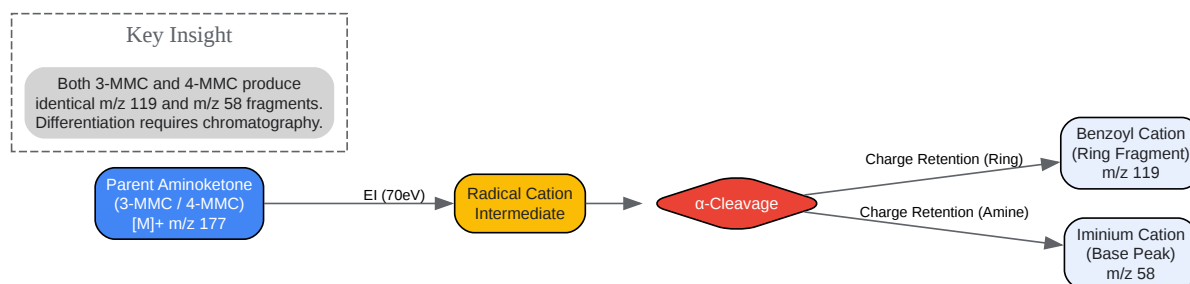 Key Insight
Both 3-MMC and 4-MMC produce
identical m/z 119 and m/z 58 fragments.
Differentiation requires chromatography.
Parent Aminoketone
(3-MMC / 4-MMC)
[M]+ m/z 177
EI (70eV)
Radical Cation
Intermediate
α-Cleavage
Charge Retention (Ring)
Benzoyl Cation
(Ring Fragment)
m/z 119
Charge Retention (Amine)
Iminium Cation
(Base Peak)
m/z 58